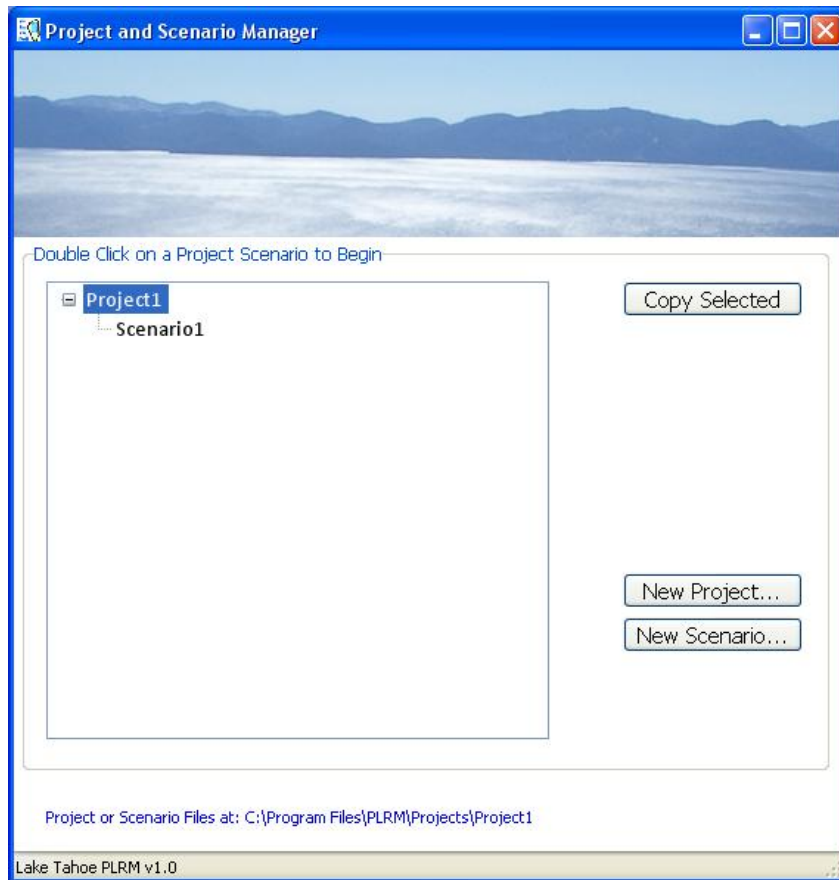 Project and Scenario Manager
Double Click on a Project Scenario to Begin
Project1
Copy Selected
Scenario1
New Project...
New Scenario...
Project or Scenario Files at: C:\Program Files\PLRM\Projects\Project1
Lake Tahoe PLRM v1.0